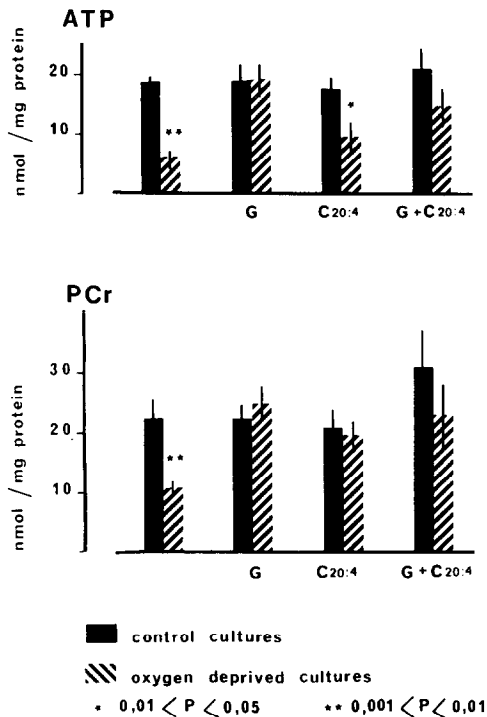 ATP
nmol / mg protein
20
10
**
*
G
C20:4
G + C20:4
PCr
nmol / mg protein
30
20
10
**
G
C20:4
G + C20:4
control cultures
oxygen deprived cultures
* 0,01 < P < 0,05
** 0,001 < P < 0,01